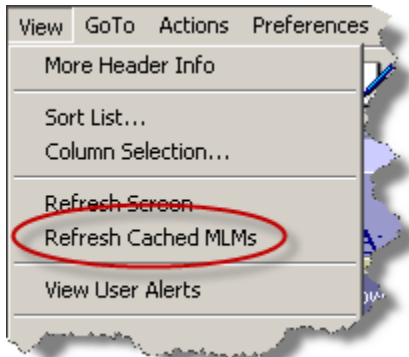 View GoTo Actions Preferences
More Header Info
Sort List...
Column Selection...
Refresh Screen
Refresh Cached MLMs
View User Alerts